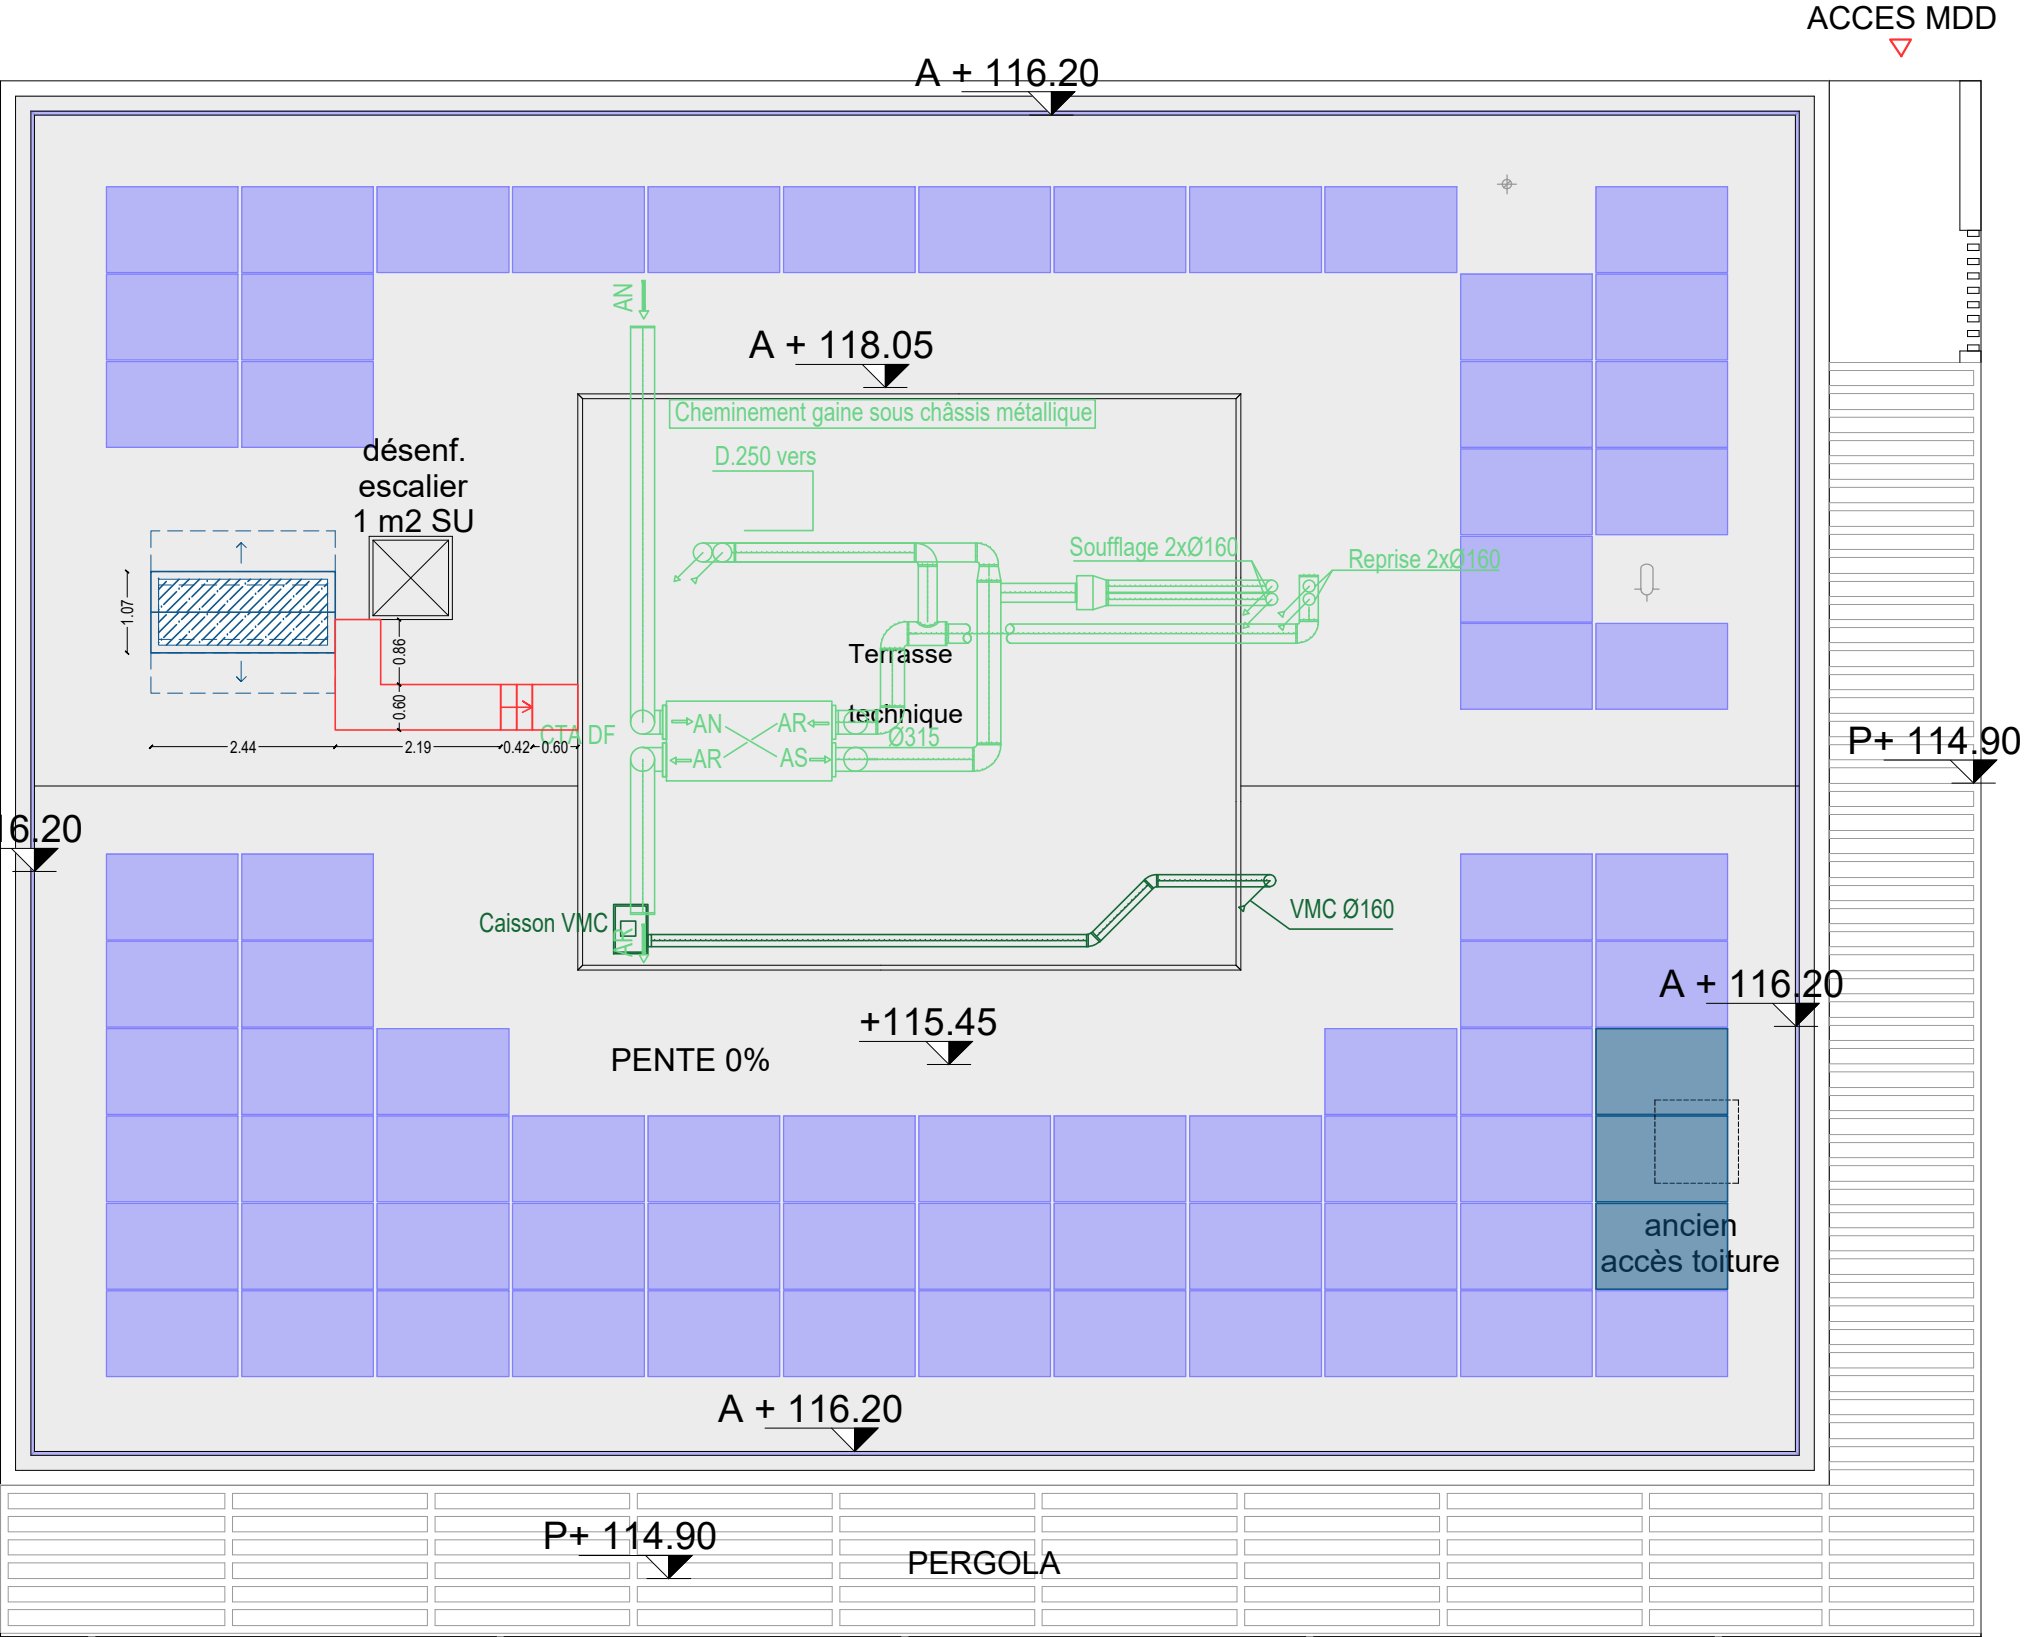 ACCES MDD
A + 116.20
AN
A + 118.05
Cheminement gaine sous châssis métallique
D.250 vers
désenf.
escalier
1 m2 SU
Soufflage 2xØ160
Reprise 2xØ160
1.07
0.86
0.60
Terrasse
technique
CTA DF
AN
AR
Ø315
AR
AS
2.44
2.19
0.42
0.60
P+ 114.90
6.20
Caisson VMC
AR
VMC Ø160
A + 116.20
+115.45
PENTE 0%
ancien
accès toiture
A + 116.20
P+ 114.90
PERGOLA